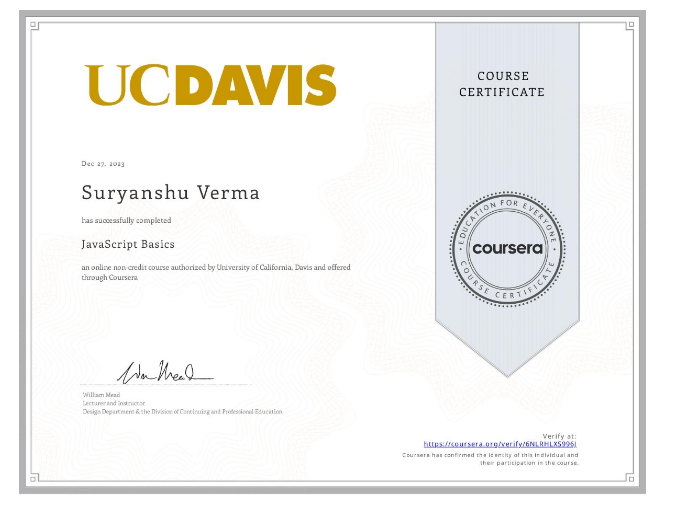 UCDAVIS
COURSE
CERTIFICATE
Dec 27, 2023
Suryanshu Verma
has successfully completed
JavaScript Basics
an online non-credit course authorized by University of California, Davis and offered
through Coursera
EDUCATION FOR EVERYONE
coursera
COURSE CERTIFICATE
William Mead
Lecturer and Instructor
Design Department & the Division of Continuing and Professional Education
Verify at:
https://coursera.org/verify/6NLRHLXS996J
Coursera has confirmed the identity of this individual and
their participation in the course.